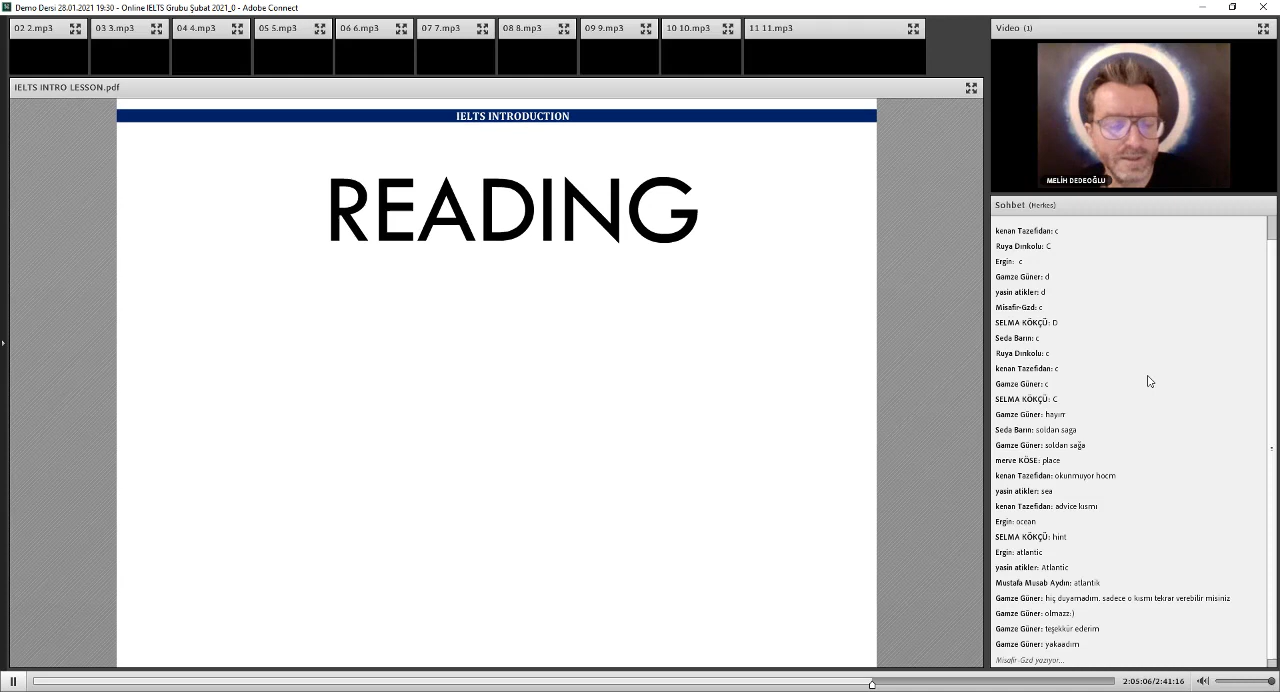 Demo Dersi 28.01.2021 19:30 - Online IELTS Grubu Şubat 2021_0 - Adobe Connect
02 2.mp3
03 3.mp3
04 4.mp3
05 5.mp3
06 6.mp3
07 7.mp3
08 8.mp3
09 9.mp3
10 10.mp3
11 11.mp3
Video (1)
IELTS INTRO LESSON.pdf
IELTS INTRODUCTION
READING
MELİH DEDEOĞLU
Sohbet (Herkes)
kenan Tazefidan: c
Ruya Dınkolu: C
Ergin: c
Gamze Güner: d
yasin atikler: d
Misafir-Gzd: c
SELMA KÖKÇÜ: D
Seda Barın: c
Ruya Dınkolu: c
kenan Tazefidan: c
Gamze Güner: c
SELMA KÖKÇÜ: C
Gamze Güner: hayırr
Seda Barın: soldan saga
Gamze Güner: soldan sağa
merve KÖSE: place
kenan Tazefidan: okunmuyor hocm
yasin atikler: sea
kenan Tazefidan: advice kısmı
Ergin: ocean
SELMA KÖKÇÜ: hint
Ergin: atlantic
yasin atikler: Atlantic
Mustafa Musab Aydın: atlantik
Gamze Güner: hiç duyamadım. sadece o kısmı tekrar verebilir misiniz
Gamze Güner: olmazz:)
Gamze Güner: teşekkür ederim
Gamze Güner: yakaadım
Misafir-Gzd yazıyor...
2:05:06/2:41:16